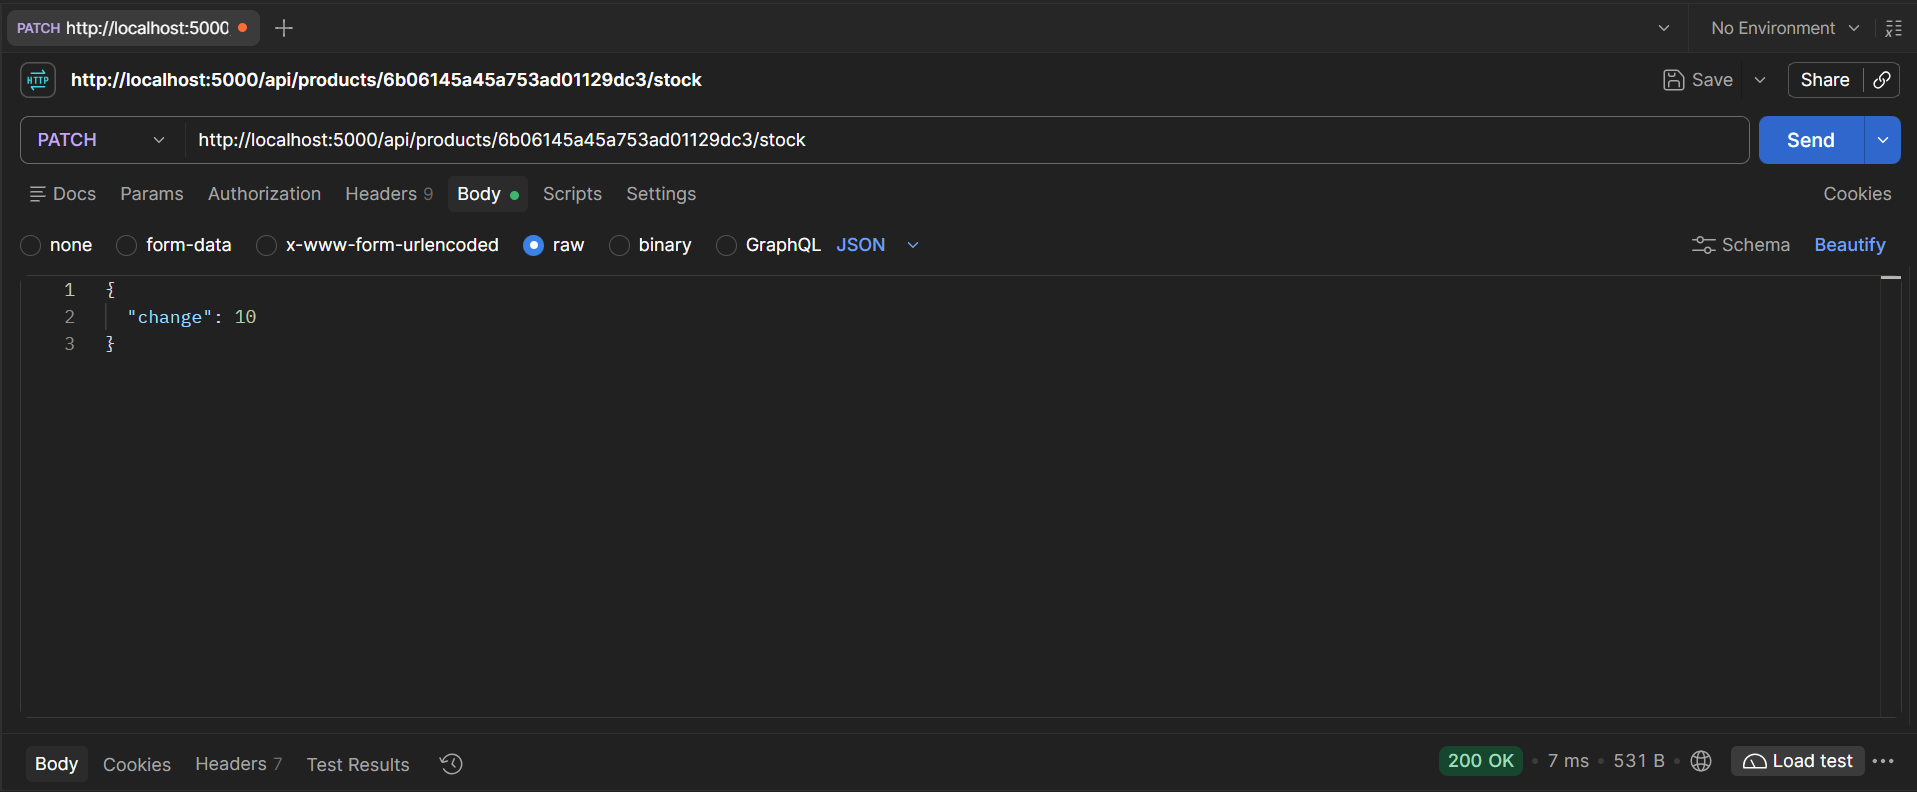 PATCH http://localhost:5000 No Environment
HTTP http://localhost:5000/api/products/6b06145a45a753ad01129dc3/stock Save Share
PATCH http://localhost:5000/api/products/6b06145a45a753ad01129dc3/stock Send
Docs Params Authorization Headers 9 Body Scripts Settings Cookies
none form-data x-www-form-urlencoded raw binary GraphQL JSON Schema Beautify
1 {
2 "change": 10
3 }
Body Cookies Headers 7 Test Results 200 OK • 7 ms • 531 B • Load test